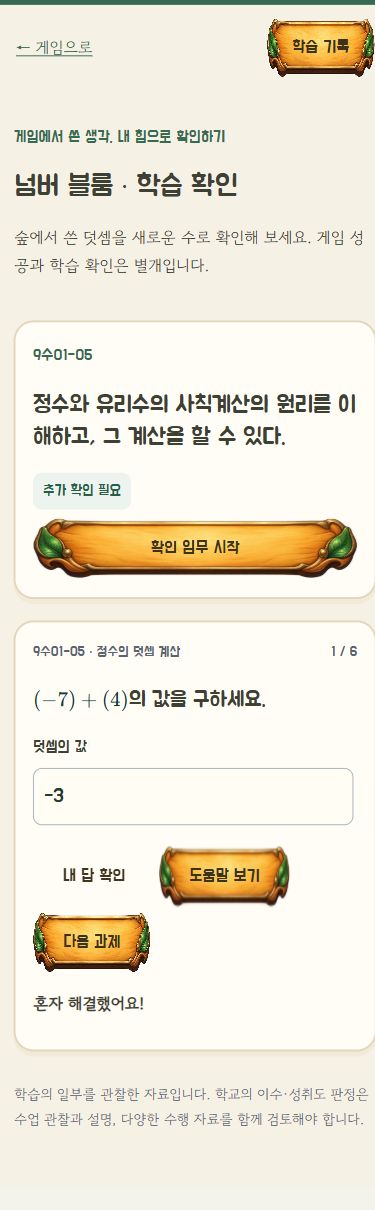 ← 게임으로
학습 기록
게임에서 쓴 생각, 내 힘으로 확인하기
넘버 블룸 · 학습 확인
숲에서 쓴 덧셈을 새로운 수로 확인해 보세요. 게임 성
공과 학습 확인은 별개입니다.
9수01-05
정수와 유리수의 사칙계산의 원리를 이
해하고, 그 계산을 할 수 있다.
추가 확인 필요
확인 임무 시작
9수01-05 · 정수의 덧셈 계산
1 / 6
(−7) + (4)의 값을 구하세요.
덧셈의 값
-3
내 답 확인
도움말 보기
다음 과제
혼자 해결했어요!
학습의 일부를 관찰한 자료입니다. 학교의 이수·성취도 판정은
수업 관찰과 설명, 다양한 수행 자료를 함께 검토해야 합니다.